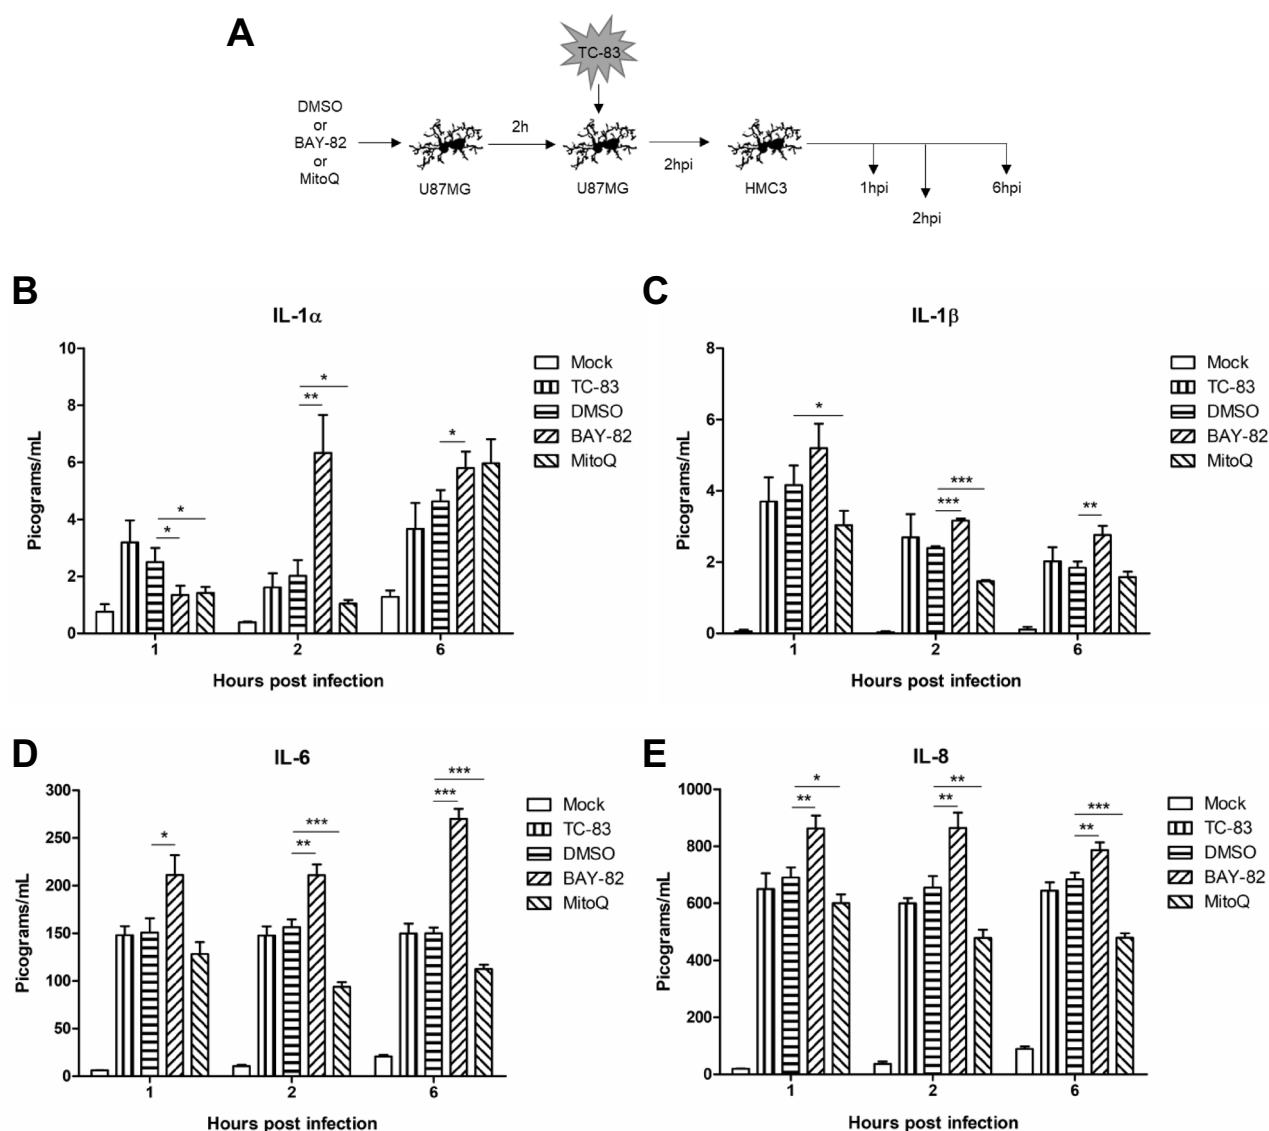 A
TC-83
DMSO
or
BAY-82
or
MitoQ
2h
2hpi
U87MG
U87MG
HMC3
1hpi
2hpi
6hpi
B
IL-1α
Picograms/mL
10
8
6
4
2
0
* *
** *
*
1 2 6
Hours post infection
Mock
TC-83
DMSO
BAY-82
MitoQ
C
IL-1β
Picograms/mL
8
6
4
2
0
*
*** ***
**
1 2 6
Hours post infection
Mock
TC-83
DMSO
BAY-82
MitoQ
D
IL-6
Picograms/mL
300
250
200
150
100
50
0
*
** ***
*** ***
1 2 6
Hours post infection
Mock
TC-83
DMSO
BAY-82
MitoQ
E
IL-8
Picograms/mL
1000
800
600
400
200
0
** *
** **
** ***
1 2 6
Hours post infection
Mock
TC-83
DMSO
BAY-82
MitoQ